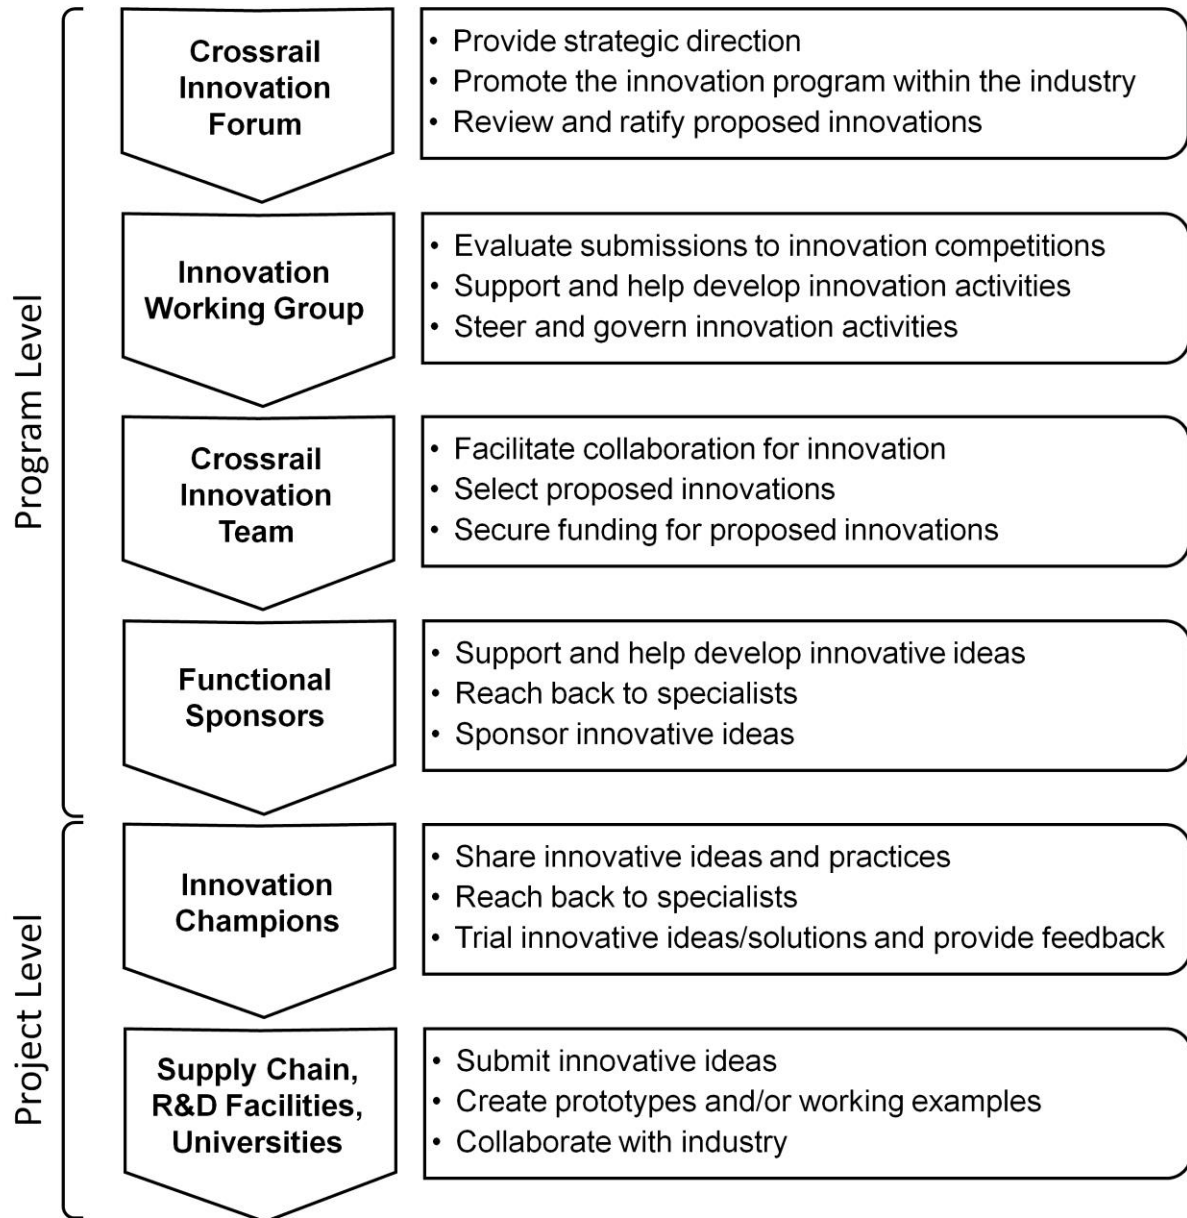 Program Level
Crossrail
Innovation
Forum
• Provide strategic direction
• Promote the innovation program within the industry
• Review and ratify proposed innovations
Innovation
Working Group
• Evaluate submissions to innovation competitions
• Support and help develop innovation activities
• Steer and govern innovation activities
Crossrail
Innovation
Team
• Facilitate collaboration for innovation
• Select proposed innovations
• Secure funding for proposed innovations
Functional
Sponsors
• Support and help develop innovative ideas
• Reach back to specialists
• Sponsor innovative ideas
Project Level
Innovation
Champions
• Share innovative ideas and practices
• Reach back to specialists
• Trial innovative ideas/solutions and provide feedback
Supply Chain,
R&D Facilities,
Universities
• Submit innovative ideas
• Create prototypes and/or working examples
• Collaborate with industry